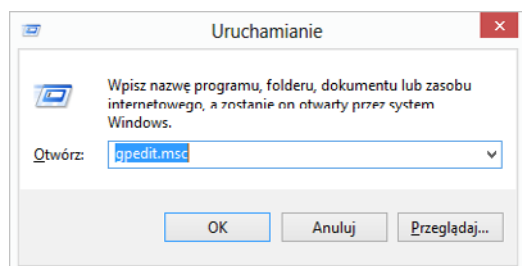 Uruchamianie
Wpisz nazwę programu, folderu, dokumentu lub zasobu
internetowego, a zostanie on otwarty przez system
Windows.
Otwórz: gpedit.msc
OK Anuluj Przeglądaj...